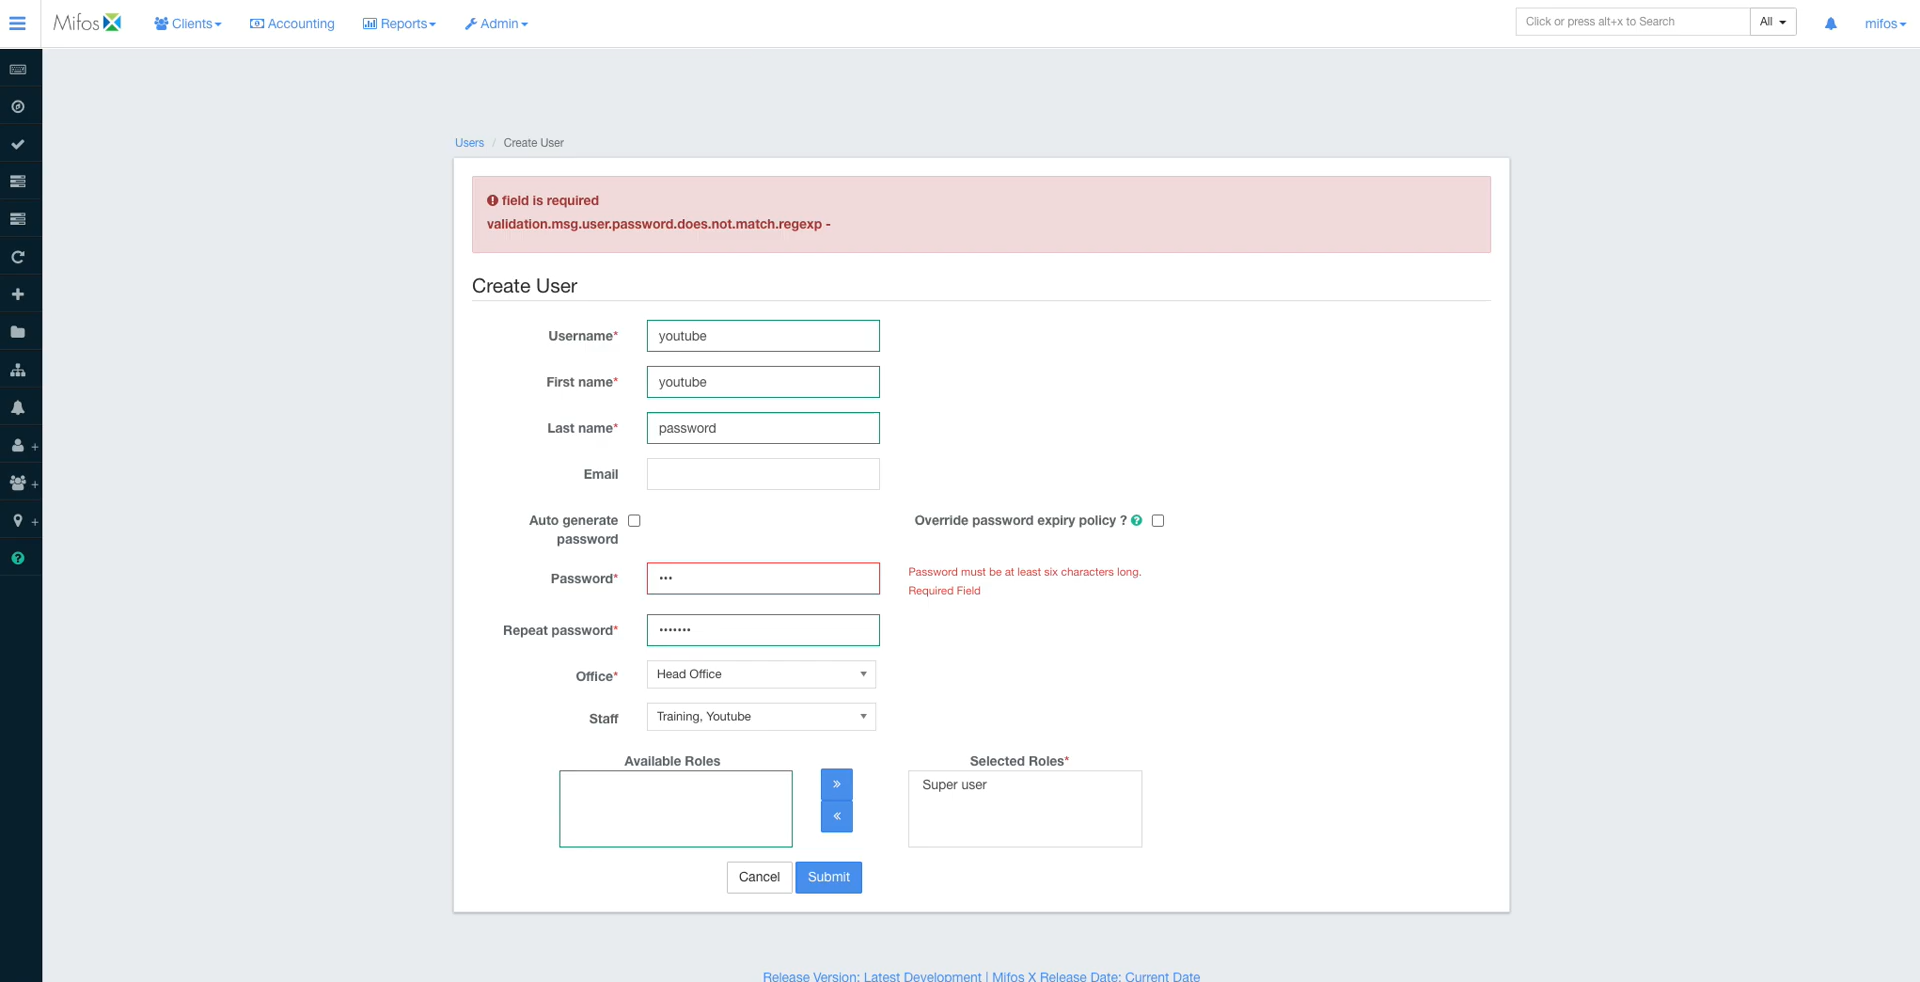 Mifos Clients Accounting Reports Admin Click or press alt+x to Search All mifos
Users / Create User
field is required
validation.msg.user.password.does.not.match.regexp -
Create User
Username* youtube
First name* youtube
Last name* password
Email
Auto generate password Override password expiry policy ?
Password* ••• Password must be at least six characters long.
Required Field
Repeat password* •••••••
Office* Head Office
Staff Training, Youtube
Available Roles Selected Roles*
» Super user
«
Cancel Submit
Release Version: Latest Development | Mifos X Release Date: Current Date